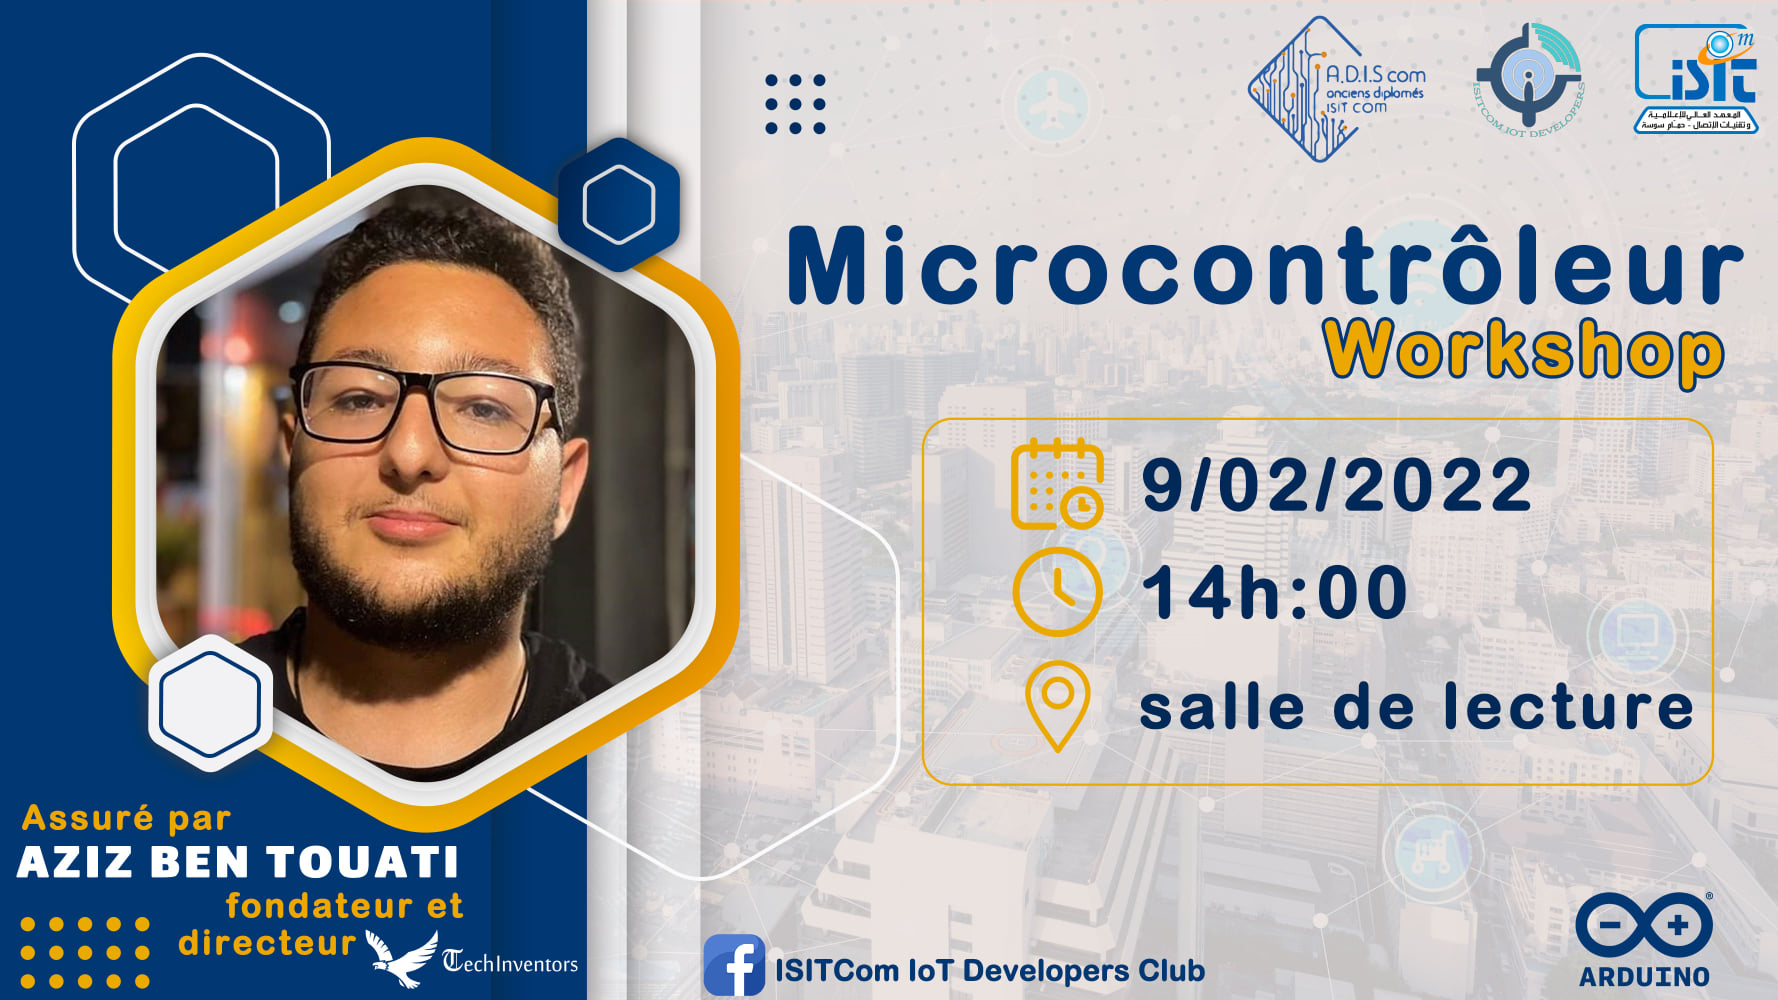 A.D.I.S com
anciens diplomés
ISIT COM
ISITCOM IOT DEVELOPERS
isit com
المعهد العالي للإعلامية
وتقنيات الإتصال - حمام سوسة
Microcontrôleur
Workshop
9/02/2022
14h:00
salle de lecture
Assuré par
AZIZ BEN TOUATI
fondateur et
directeur
TechInventors
ISITCom IoT Developers Club
ARDUINO